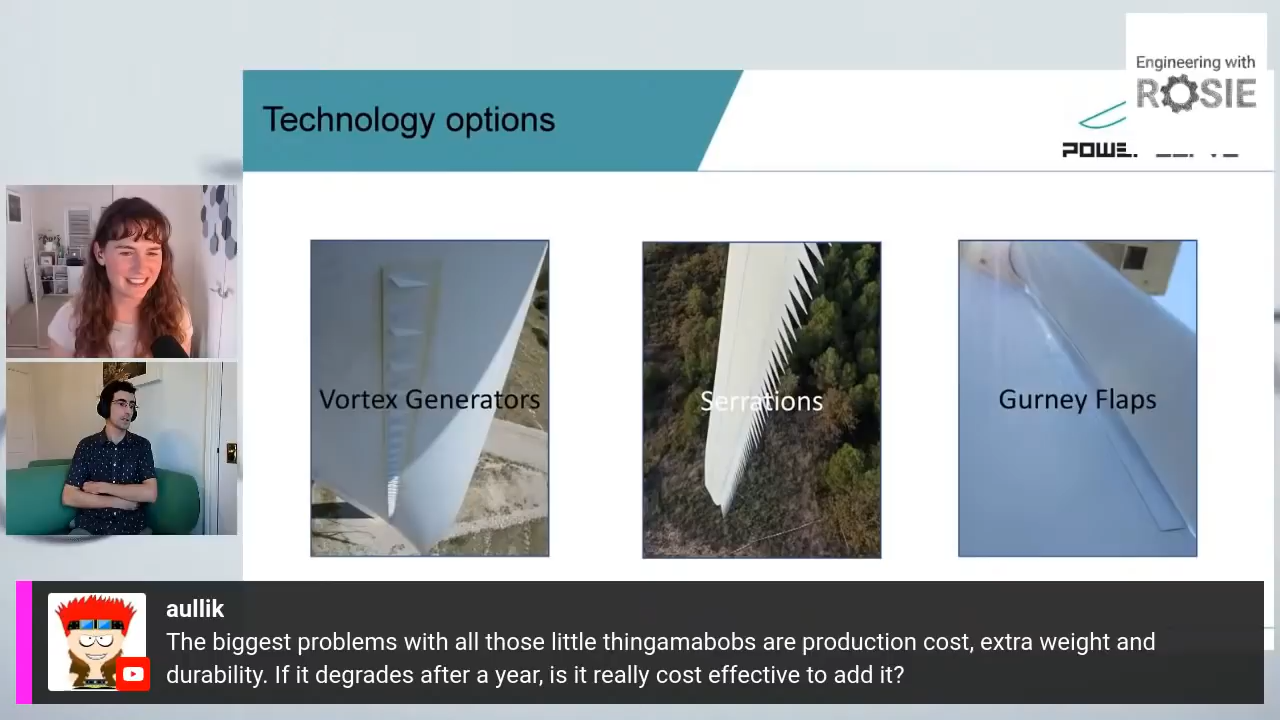 Engineering with
ROSIE
Technology options
Vortex Generators
Serrations
Gurney Flaps
aullik
The biggest problems with all those little thingamabobs are production cost, extra weight and
durability. If it degrades after a year, is it really cost effective to add it?